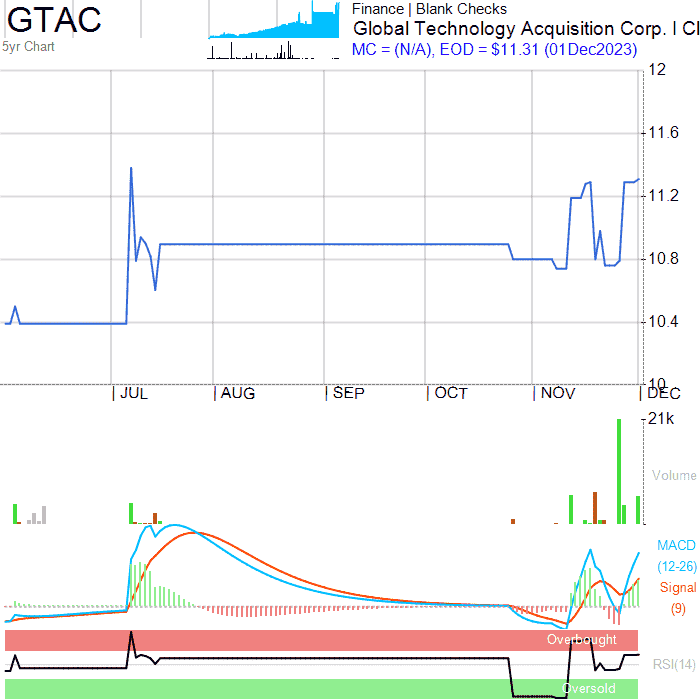 GTAC
5yr Chart
Finance | Blank Checks
Global Technology Acquisition Corp. I Cl
MC = (N/A), EOD = $11.31 (01Dec2023)
12
11.6
11.2
10.8
10.4
10
JUL AUG SEP OCT NOV DEC
21k
Volume
MACD
(12-26)
Signal
(9)
Overbought
RSI(14)
Oversold